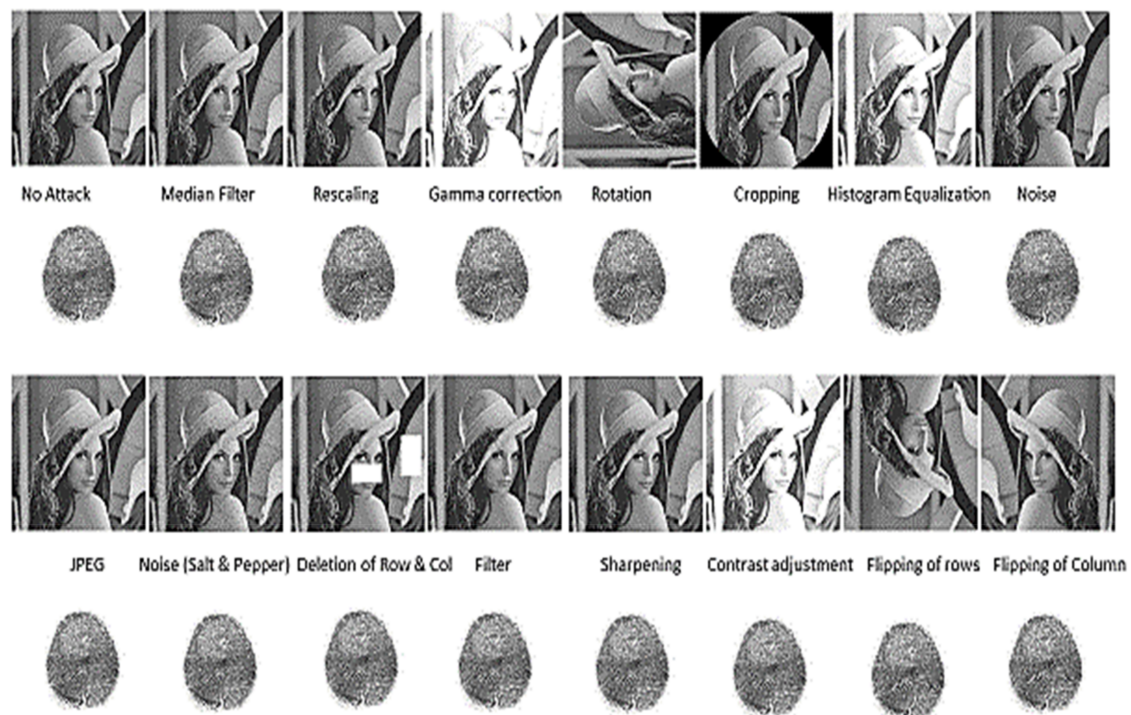 No Attack Median Filter Rescaling Gamma correction Rotation Cropping Histogram Equalization Noise
JPEG Noise (Salt & Pepper) Deletion of Row & Col Filter Sharpening Contrast adjustment Flipping of rows Flipping of Column